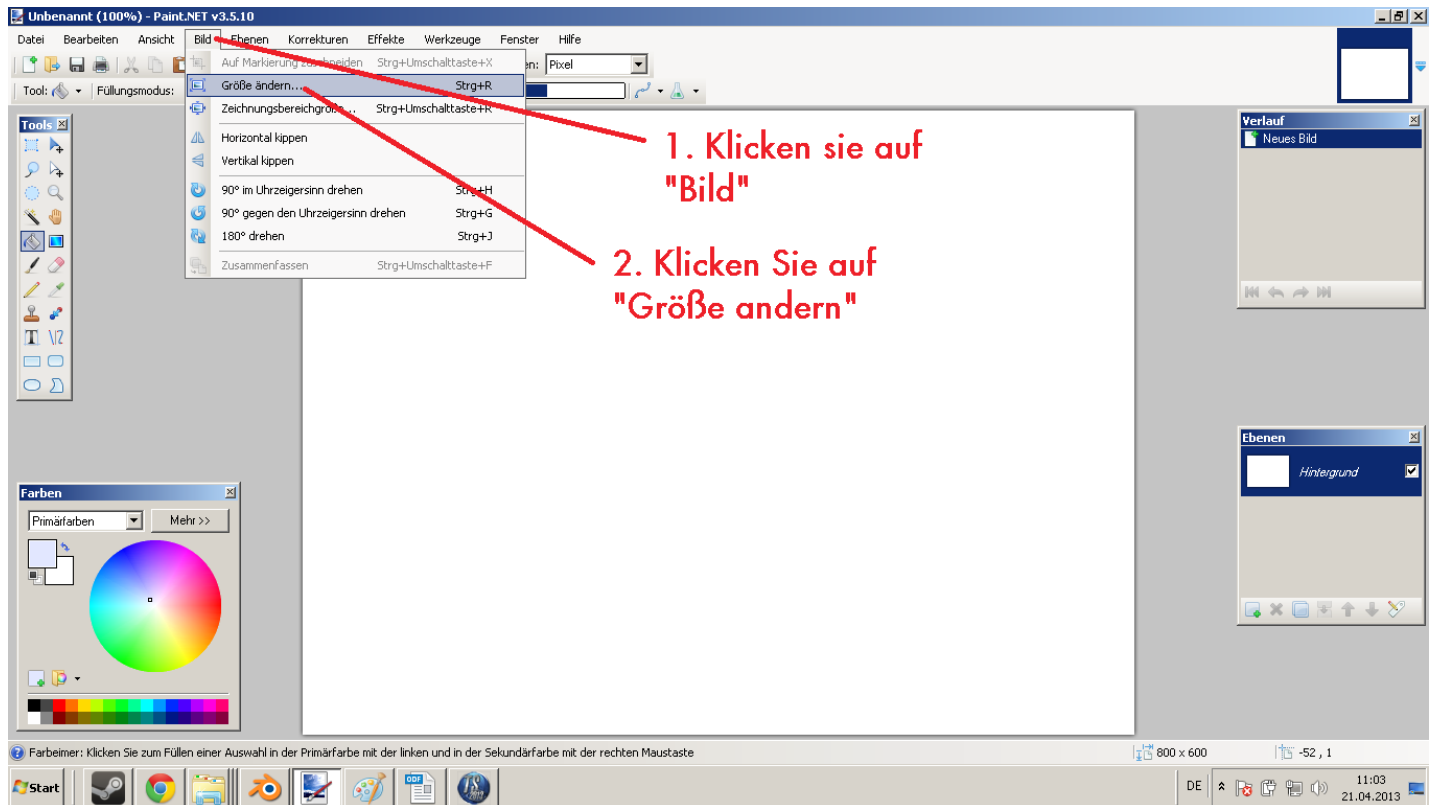 Unbenannt (100%) - Paint.NET v3.5.10
Datei Bearbeiten Ansicht Bild Ebenen Korrekturen Effekte Werkzeuge Fenster Hilfe
Pixel
Tool: Füllungsmodus:
Auf Markierung zuschneiden Strg+Umschalttaste+X
Größe ändern... Strg+R
Zeichnungsbereichgröße... Strg+Umschalttaste+R
Horizontal kippen
Vertikal kippen
90° im Uhrzeigersinn drehen Strg+H
90° gegen den Uhrzeigersinn drehen Strg+G
180° drehen Strg+J
Zusammenfassen Strg+Umschalttaste+F
1. Klicken sie auf
"Bild"
2. Klicken Sie auf
"Größe andern"
Tools
Verlauf
Neues Bild
Ebenen
Hintergrund
Farben
Primärfarben Mehr >>
Farbeimer: Klicken Sie zum Füllen einer Auswahl in der Primärfarbe mit der linken und in der Sekundärfarbe mit der rechten Maustaste
800 x 600 -52 , 1
Start
ODF
DE
11:03
21.04.2013